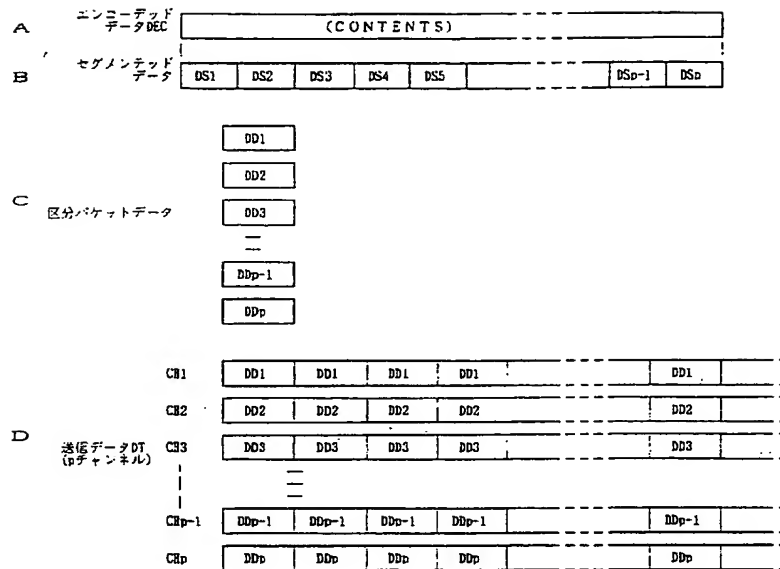 A エンコーデッド データDEC (CONTENTS)
B セグメンテッド データ DS1 DS2 DS3 DS4 DS5 DSp-1 DSp
DD1
DD2
C 区分パケットデータ DD3
DDp-1
DDp
CH1 DD1 DD1 DD1 DD1 DD1
CH2 DD2 DD2 DD2 DD2 DD2
D 送信データDT (pチャンネル) CH3 DD3 DD3 DD3 DD3 DD3
CHp-1 DDp-1 DDp-1 DDp-1 DDp-1 DDp-1
CHp DDp DDp DDp DDp DDp